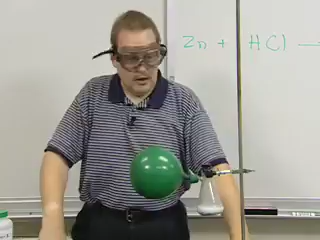 Zn + HCl →